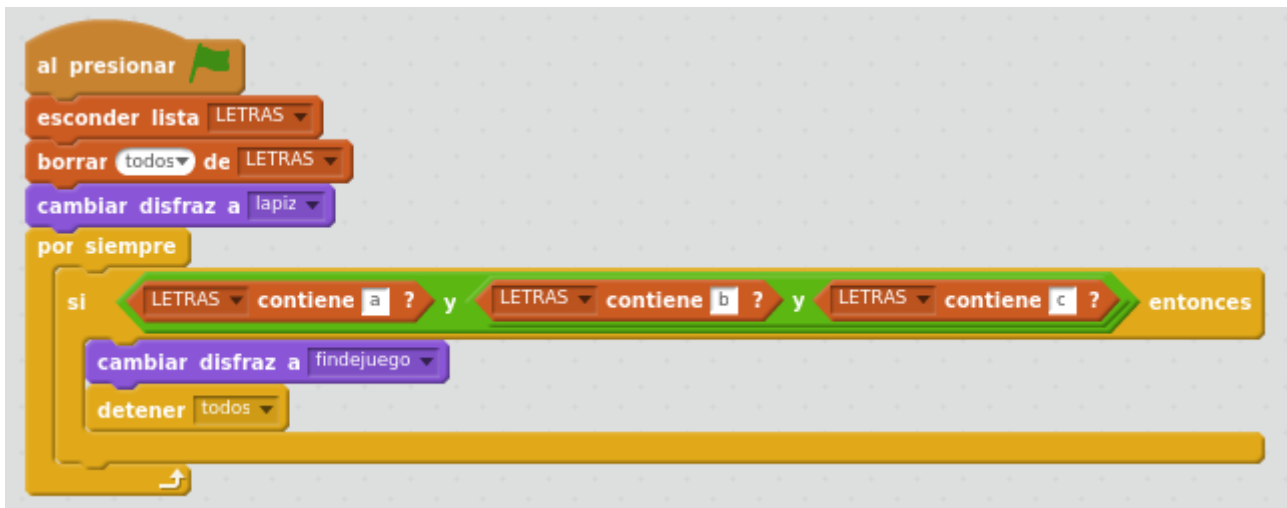 al presionar
esconder lista LETRAS
borrar todos de LETRAS
cambiar disfraz a lapiz
por siempre
si LETRAS contiene a ? y LETRAS contiene b ? y LETRAS contiene c ? entonces
cambiar disfraz a findejuego
detener todos